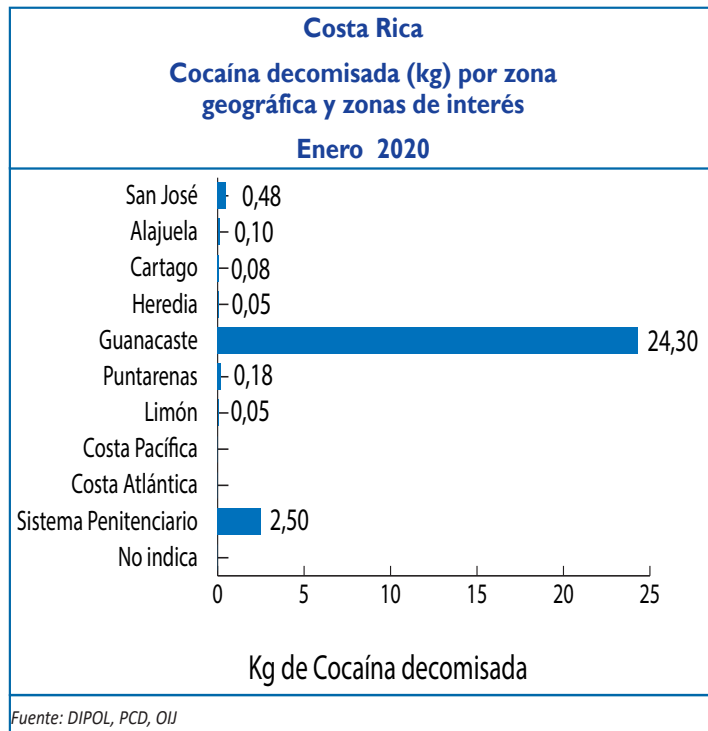 Costa Rica
Cocaína decomisada (kg) por zona
geográfica y zonas de interés
Enero 2020
San José 0,48
Alajuela 0,10
Cartago 0,08
Heredia 0,05
Guanacaste 24,30
Puntarenas 0,18
Limón 0,05
Costa Pacífica
Costa Atlántica
Sistema Penitenciario 2,50
No indica
0 5 10 15 20 25
Kg de Cocaína decomisada
Fuente: DIPOL, PCD, OIJ